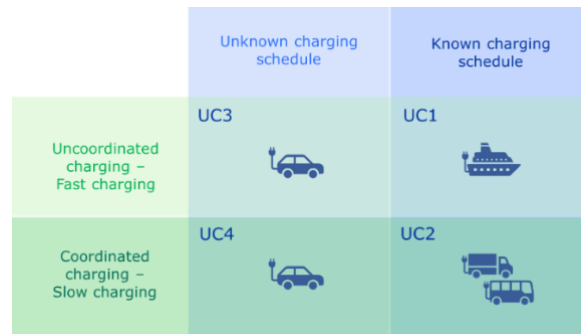 Unknown charging
schedule
Known charging
schedule
Uncoordinated
charging –
Fast charging
UC3
UC1
Coordinated
charging –
Slow charging
UC4
UC2